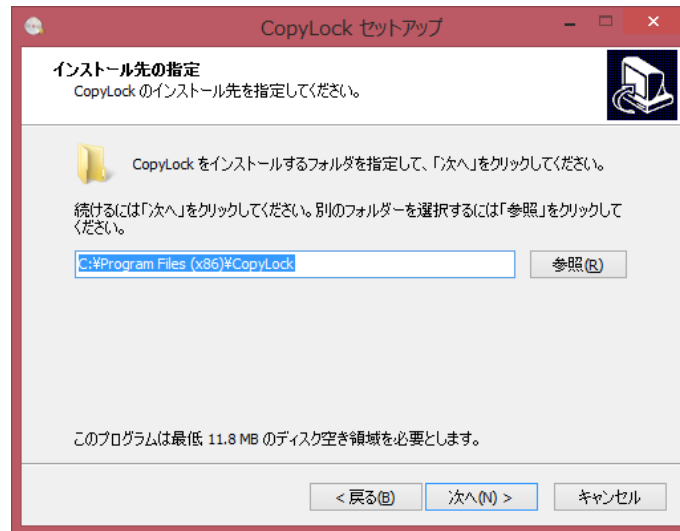 CopyLock セットアップ
インストール先の指定
CopyLock のインストール先を指定してください。
CopyLock をインストールするフォルダを指定して、「次へ」をクリックしてください。
続けるには「次へ」をクリックしてください。別のフォルダーを選択するには「参照」をクリックして
ください。
C:¥Program Files (x86)¥CopyLock
参照(R)
このプログラムは最低 11.8 MB のディスク空き領域を必要とします。
< 戻る(B)
次へ(N) >
キャンセル